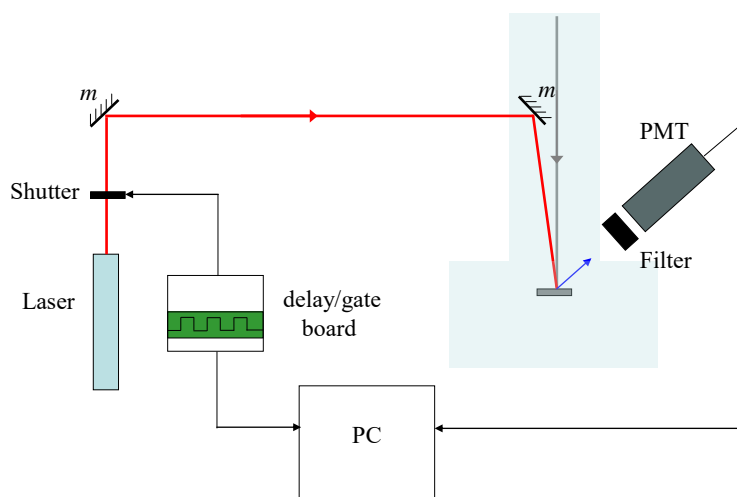 m
m
PMT
Shutter
Filter
Laser
delay/gate
board
PC